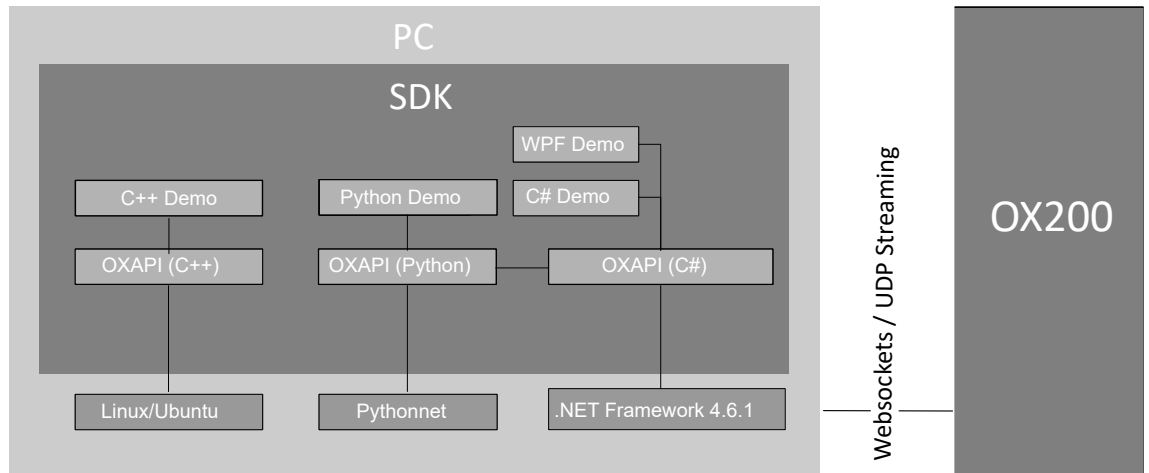 PC
SDK
WPF Demo
C++ Demo
Python Demo
C# Demo
OXAPI (C++)
OXAPI (Python)
OXAPI (C#)
Linux/Ubuntu
Pythonnet
.NET Framework 4.6.1
Websockets / UDP Streaming
OX200